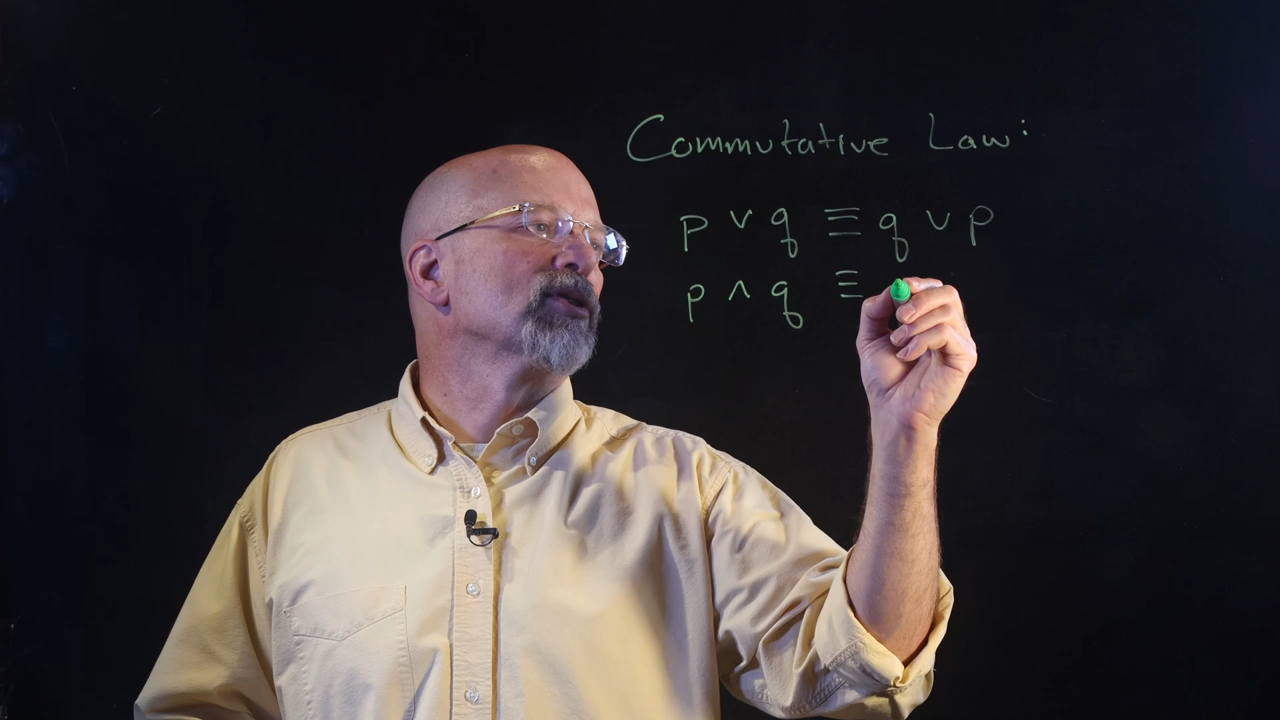 Commutative Law:
p ∨ q ≡ q ∨ p
p ∧ q ≡